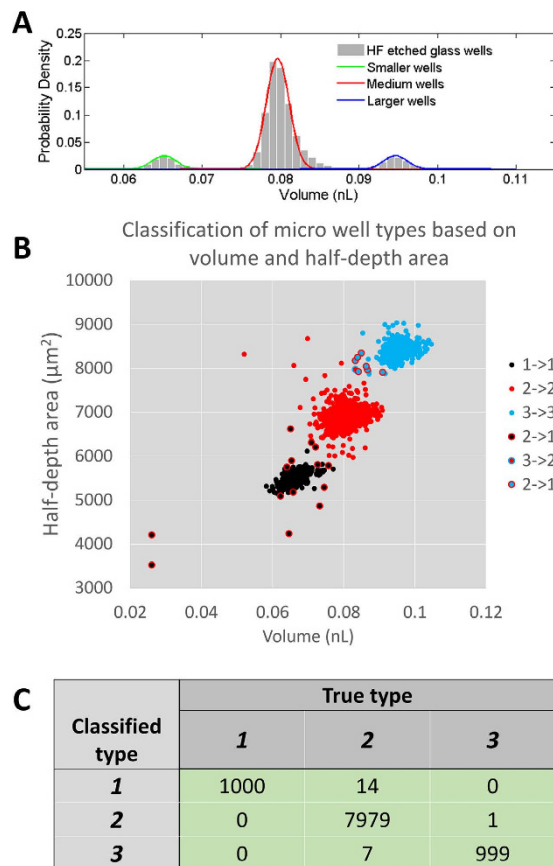 A
0.25
0.2
0.15
0.1
0.05
0
Probability Density
HF etched glass wells
Smaller wells
Medium wells
Larger wells
0.06 0.07 0.08 0.09 0.1 0.11
Volume (nL)
B
Classification of micro well types based on
volume and half-depth area
10000
9000
8000
7000
6000
5000
4000
3000
Half-depth area (µm²)
1->1
2->2
3->3
2->1
3->2
2->1
0.02 0.04 0.06 0.08 0.1 0.12
Volume (nL)
C
True type
Classified
type
1 2 3
1 1000 14 0
2 0 7979 1
3 0 7 999